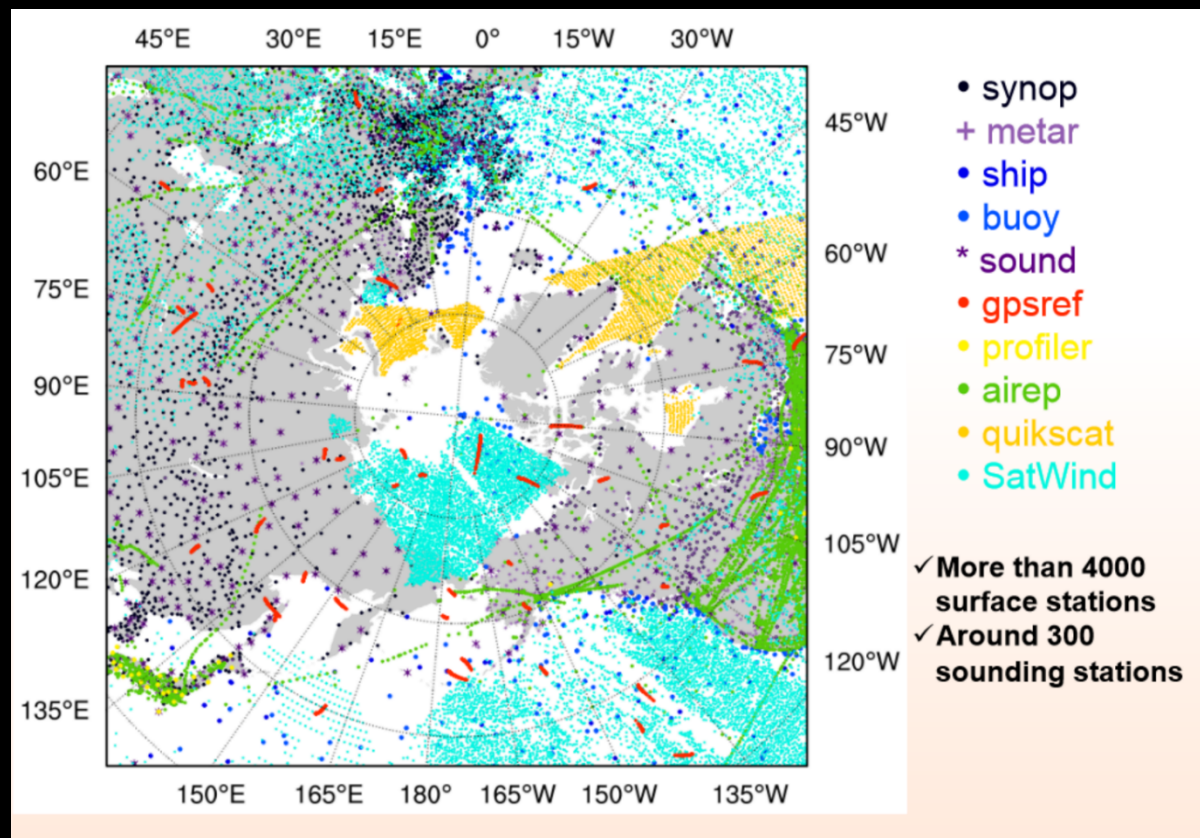 45°E 30°E 15°E 0° 15°W 30°W
45°W
60°E
60°W
75°E
75°W
90°E
90°W
105°E
105°W
120°E
120°W
135°E
150°E 165°E 180° 165°W 150°W 135°W
• synop
+ metar
• ship
• buoy
* sound
• gpsref
• profiler
• airep
• quikscat
• SatWind
✓More than 4000
surface stations
✓Around 300
sounding stations